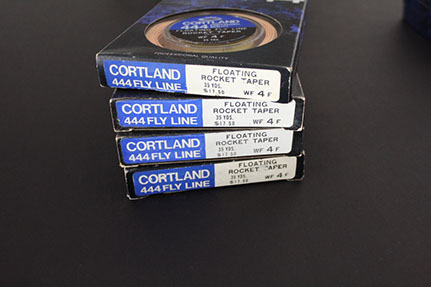 CORTLAND
444
ROCKET TAPER
WF 4 F
PROFESSIONAL QUALITY
CORTLAND
444 FLY LINE
FLOATING
ROCKET TAPER
35 YDS.
$17.50 WF 4 F
CORTLAND
444 FLY LINE
FLOATING
ROCKET TAPER
35 YDS.
$17.50 WF 4 F
CORTLAND
444 FLY LINE
FLOATING
ROCKET TAPER
35 YDS.
$17.50 WF 4 F
CORTLAND
444 FLY LINE
FLOATING
ROCKET TAPER
35 YDS.
$17.50 WF 4 F